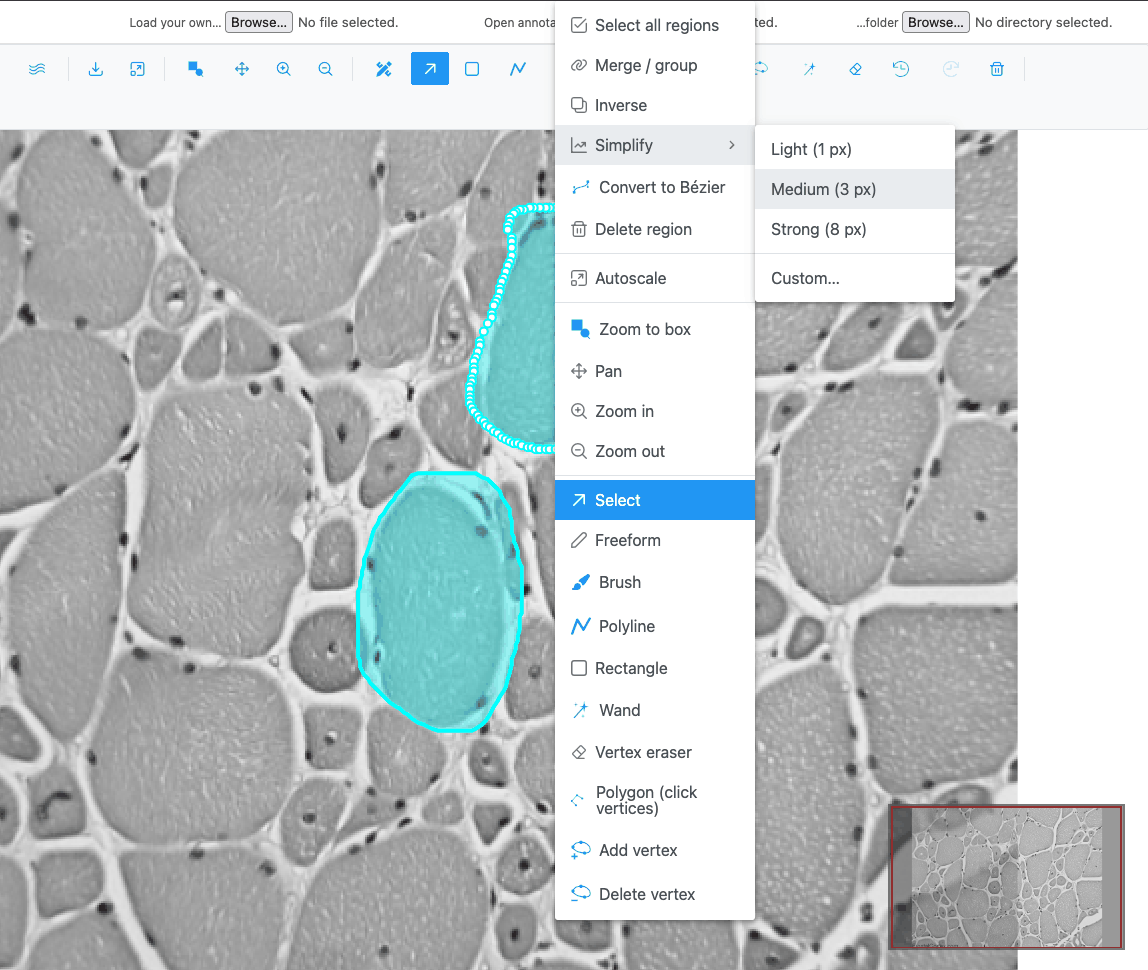 Load your own... Browse... No file selected.
Open annota
ted.
...folder Browse... No directory selected.
Select all regions
Merge / group
Inverse
Simplify
Convert to Bézier
Delete region
Autoscale
Zoom to box
Pan
Zoom in
Zoom out
Select
Freeform
Brush
Polyline
Rectangle
Wand
Vertex eraser
Polygon (click
vertices)
Add vertex
Delete vertex
Light (1 px)
Medium (3 px)
Strong (8 px)
Custom...